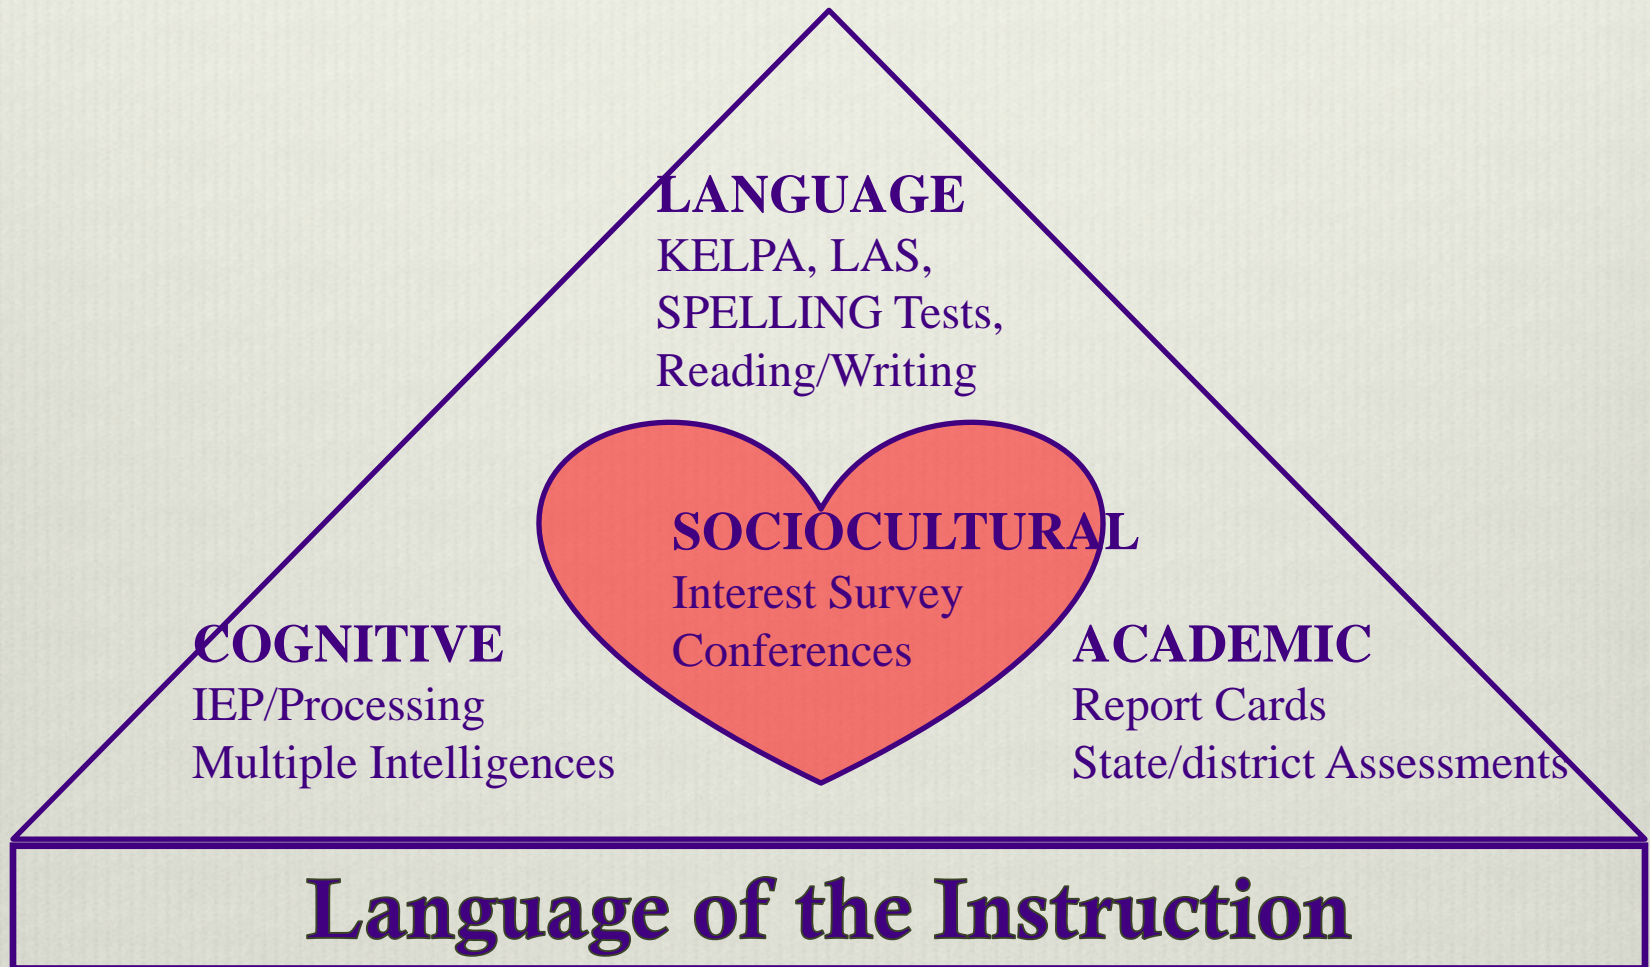 LANGUAGE
KELPA, LAS,
SPELLING Tests,
Reading/Writing
SOCIOCULTURAL
Interest Survey
Conferences
COGNITIVE
IEP/Processing
Multiple Intelligences
ACADEMIC
Report Cards
State/district Assessments
Language of the Instruction